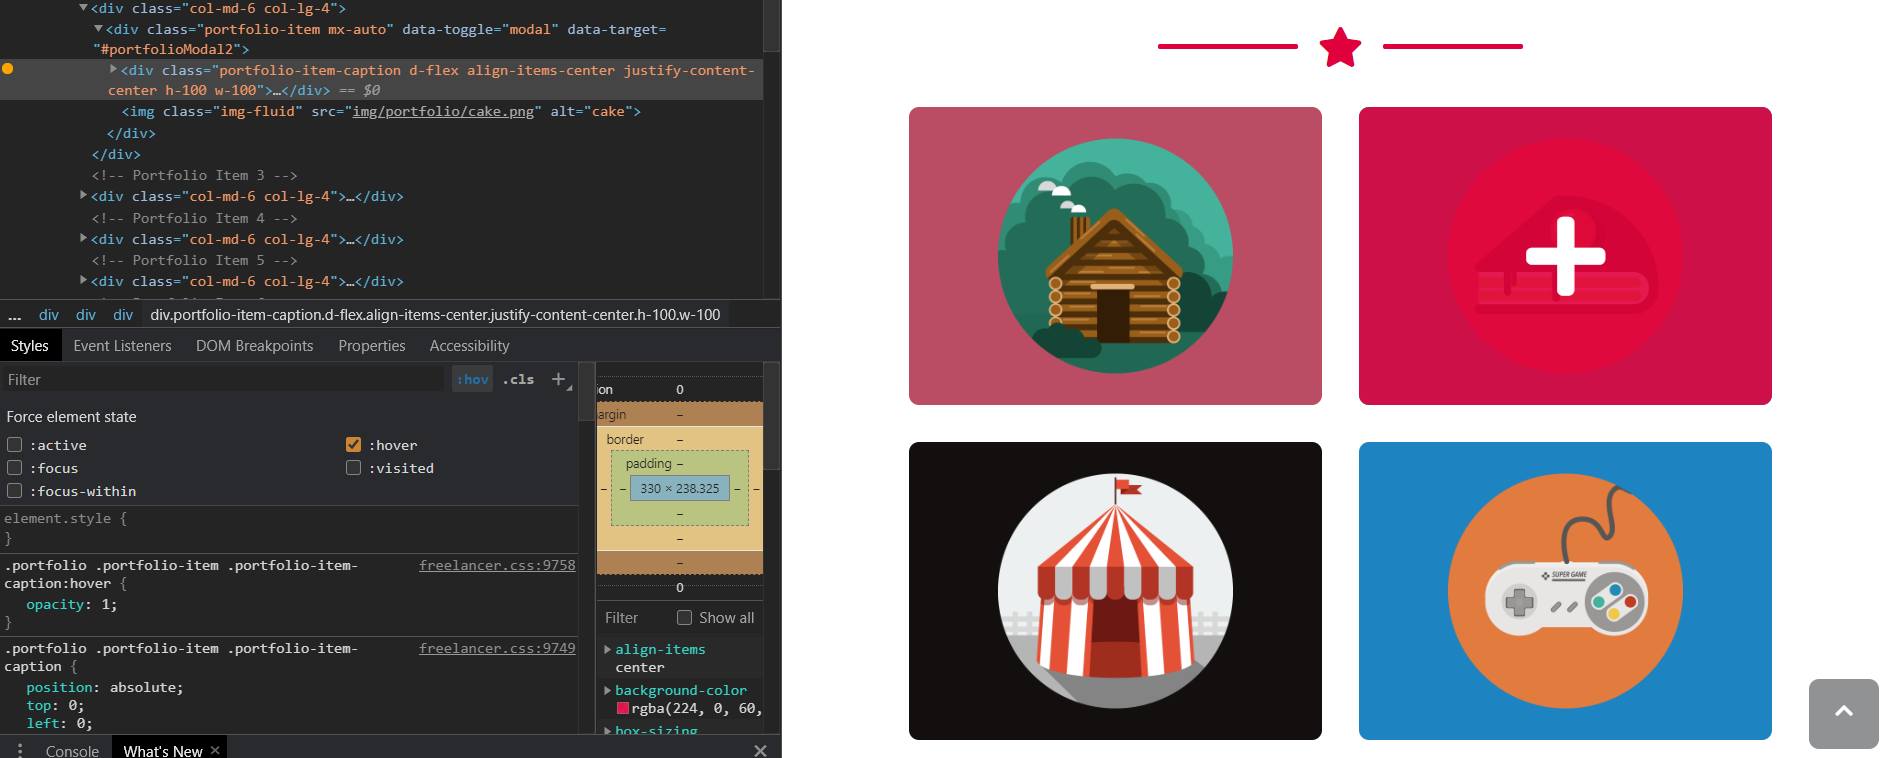 <div class="col-md-6 col-lg-4">
<div class="portfolio-item mx-auto" data-toggle="modal" data-target=
"#portfolioModal2">
<div class="portfolio-item-caption d-flex align-items-center justify-content-
center h-100 w-100">…</div> == $0
<img class="img-fluid" src="img/portfolio/cake.png" alt="cake">
</div>
</div>
<!-- Portfolio Item 3 -->
<div class="col-md-6 col-lg-4">…</div>
<!-- Portfolio Item 4 -->
<div class="col-md-6 col-lg-4">…</div>
<!-- Portfolio Item 5 -->
<div class="col-md-6 col-lg-4">…</div>
... div div div div.portfolio-item-caption.d-flex.align-items-center.justify-content-center.h-100.w-100
Styles Event Listeners DOM Breakpoints Properties Accessibility
Filter :hov .cls +
Force element state
:active :hover
:focus :visited
:focus-within
element.style {
}
.portfolio .portfolio-item .portfolio-item-
caption:hover { freelancer.css:9758
opacity: 1;
}
.portfolio .portfolio-item .portfolio-item-
caption { freelancer.css:9749
position: absolute;
top: 0;
left: 0;
ion 0
argin –
border –
padding –
– – 330 × 238.325 – –
–
–
–
0
Filter Show all
align-items
center
background-color
rgba(224, 0, 60,
box-sizing
Console What's New ×
SUPER GAME